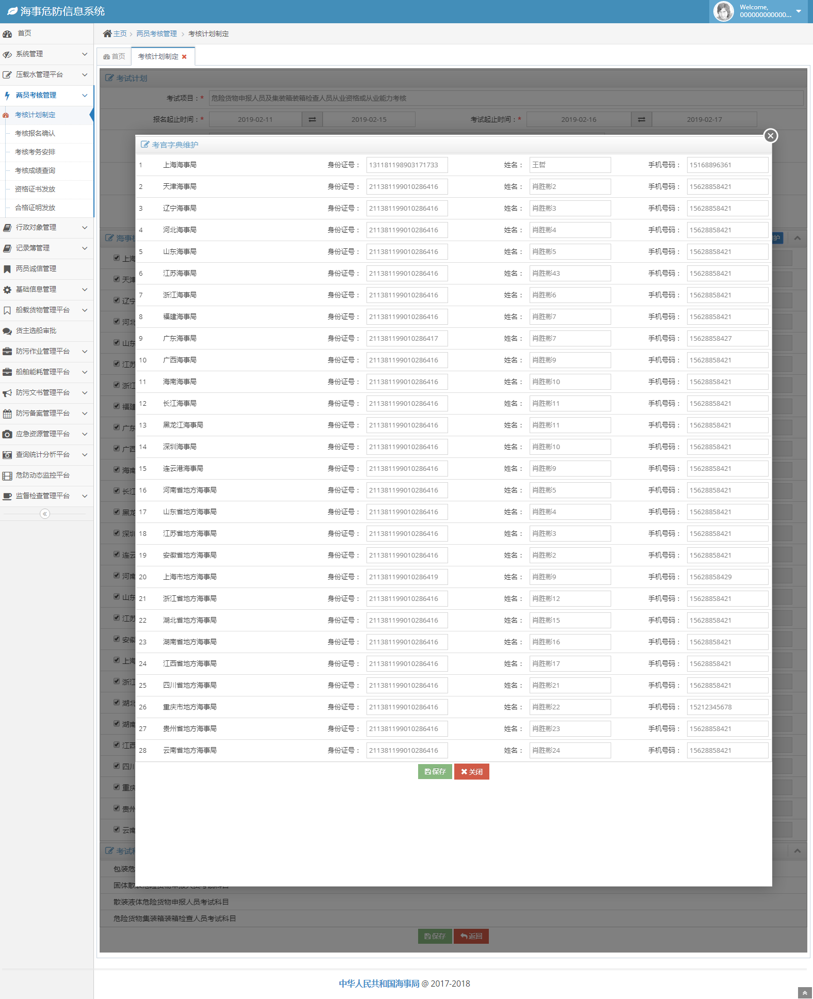 海事危防信息系统
Welcome,
000000000000...
首页
系统管理
压载水管理平台
两员考核管理
考核计划制定
考核报名确认
考核考务安排
考核成绩查询
资格证书发放
合格证明发放
行政对象管理
记录簿管理
两员诚信管理
基础信息管理
船载货物管理平台
货主选船审批
防污作业管理平台
船舶能耗管理平台
防污文书管理平台
防污备案管理平台
应急资源管理平台
查询统计分析平台
危防动态监控平台
监督检查管理平台
主页 > 两员考核管理 > 考核计划制定
首页 考核计划制定
考试计划
考试项目：* 危险货物申报人员及集装箱装箱检查人员从业资格或从业能力考核
报名起止时间：* 2019-02-11 2019-02-15 考试起止时间：* 2019-02-16 2019-02-17
考官字典维护
1 上海海事局 身份证号： 131181198903171733 姓名： 王哲 手机号码： 15168896361
2 天津海事局 身份证号： 211381199010286416 姓名： 肖胜彬2 手机号码： 15628858421
3 辽宁海事局 身份证号： 211381199010286416 姓名： 肖胜彬3 手机号码： 15628858421
4 河北海事局 身份证号： 211381199010286416 姓名： 肖胜彬4 手机号码： 15628858421
5 山东海事局 身份证号： 211381199010286416 姓名： 肖胜彬5 手机号码： 15628858421
6 江苏海事局 身份证号： 211381199010286416 姓名： 肖胜彬43 手机号码： 15628858421
7 浙江海事局 身份证号： 211381199010286416 姓名： 肖胜彬6 手机号码： 15628858421
8 福建海事局 身份证号： 211381199010286416 姓名： 肖胜彬7 手机号码： 15628858421
9 广东海事局 身份证号： 211381199010286417 姓名： 肖胜彬7 手机号码： 15628858427
10 广西海事局 身份证号： 211381199010286416 姓名： 肖胜彬9 手机号码： 15628858421
11 海南海事局 身份证号： 211381199010286416 姓名： 肖胜彬10 手机号码： 15628858421
12 长江海事局 身份证号： 211381199010286416 姓名： 肖胜彬11 手机号码： 15628858421
13 黑龙江海事局 身份证号： 211381199010286416 姓名： 肖胜彬11 手机号码： 15628858421
14 深圳海事局 身份证号： 211381199010286416 姓名： 肖胜彬10 手机号码： 15628858421
15 连云港海事局 身份证号： 211381199010286416 姓名： 肖胜彬9 手机号码： 15628858421
16 河南省地方海事局 身份证号： 211381199010286416 姓名： 肖胜彬5 手机号码： 15628858421
17 山东省地方海事局 身份证号： 211381199010286416 姓名： 肖胜彬4 手机号码： 15628858421
18 江苏省地方海事局 身份证号： 211381199010286416 姓名： 肖胜彬3 手机号码： 15628858421
19 安徽省地方海事局 身份证号： 211381199010286416 姓名： 肖胜彬2 手机号码： 15628858421
20 上海市地方海事局 身份证号： 211381199010286419 姓名： 肖胜彬9 手机号码： 15628858429
21 浙江省地方海事局 身份证号： 211381199010286416 姓名： 肖胜彬12 手机号码： 15628858421
22 湖北省地方海事局 身份证号： 211381199010286416 姓名： 肖胜彬15 手机号码： 15628858421
23 湖南省地方海事局 身份证号： 211381199010286416 姓名： 肖胜彬16 手机号码： 15628858421
24 江西省地方海事局 身份证号： 211381199010286416 姓名： 肖胜彬17 手机号码： 15628858421
25 四川省地方海事局 身份证号： 211381199010286416 姓名： 肖胜彬21 手机号码： 15628858421
26 重庆市地方海事局 身份证号： 211381199010286416 姓名： 肖胜彬22 手机号码： 15212345678
27 贵州省地方海事局 身份证号： 211381199010286416 姓名： 肖胜彬23 手机号码： 15628858421
28 云南省地方海事局 身份证号： 211381199010286416 姓名： 肖胜彬24 手机号码： 15628858421
保存 关闭
海事
上海
天津
辽宁
河北
山东
江苏
浙江
福建
广东
广西
海南
长江
黑龙
深圳
连云
河南
山东
江苏
安徽
上海
浙江
湖北
湖南
江西
四川
重庆
贵州
云南
考试科
包装危
固体散装危险货物申报人员考试科目
散装液体危险货物申报人员考试科目
危险货物集装箱装箱检查人员考试科目
保存 返回
中华人民共和国海事局 @ 2017-2018